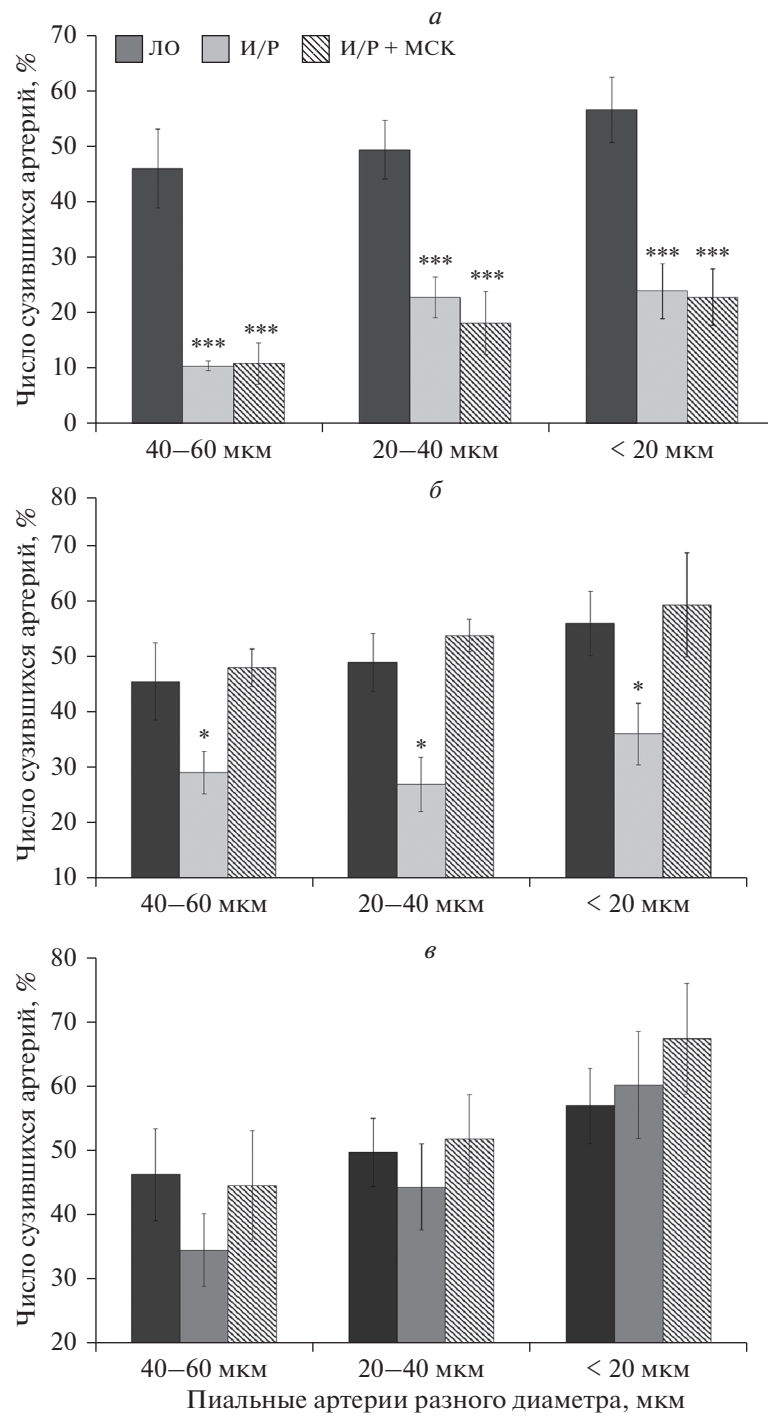 а
Число сузившихся артерий, %
70
60
50
40
30
20
10
0
ЛО И/Р И/Р + МСК
*** ***
*** ***
*** ***
40–60 мкм 20–40 мкм < 20 мкм
б
Число сузившихся артерий, %
80
70
60
50
40
30
20
10
* * *
40–60 мкм 20–40 мкм < 20 мкм
в
Число сузившихся артерий, %
80
70
60
50
40
30
20
40–60 мкм 20–40 мкм < 20 мкм
Пиальные артерии разного диаметра, мкм